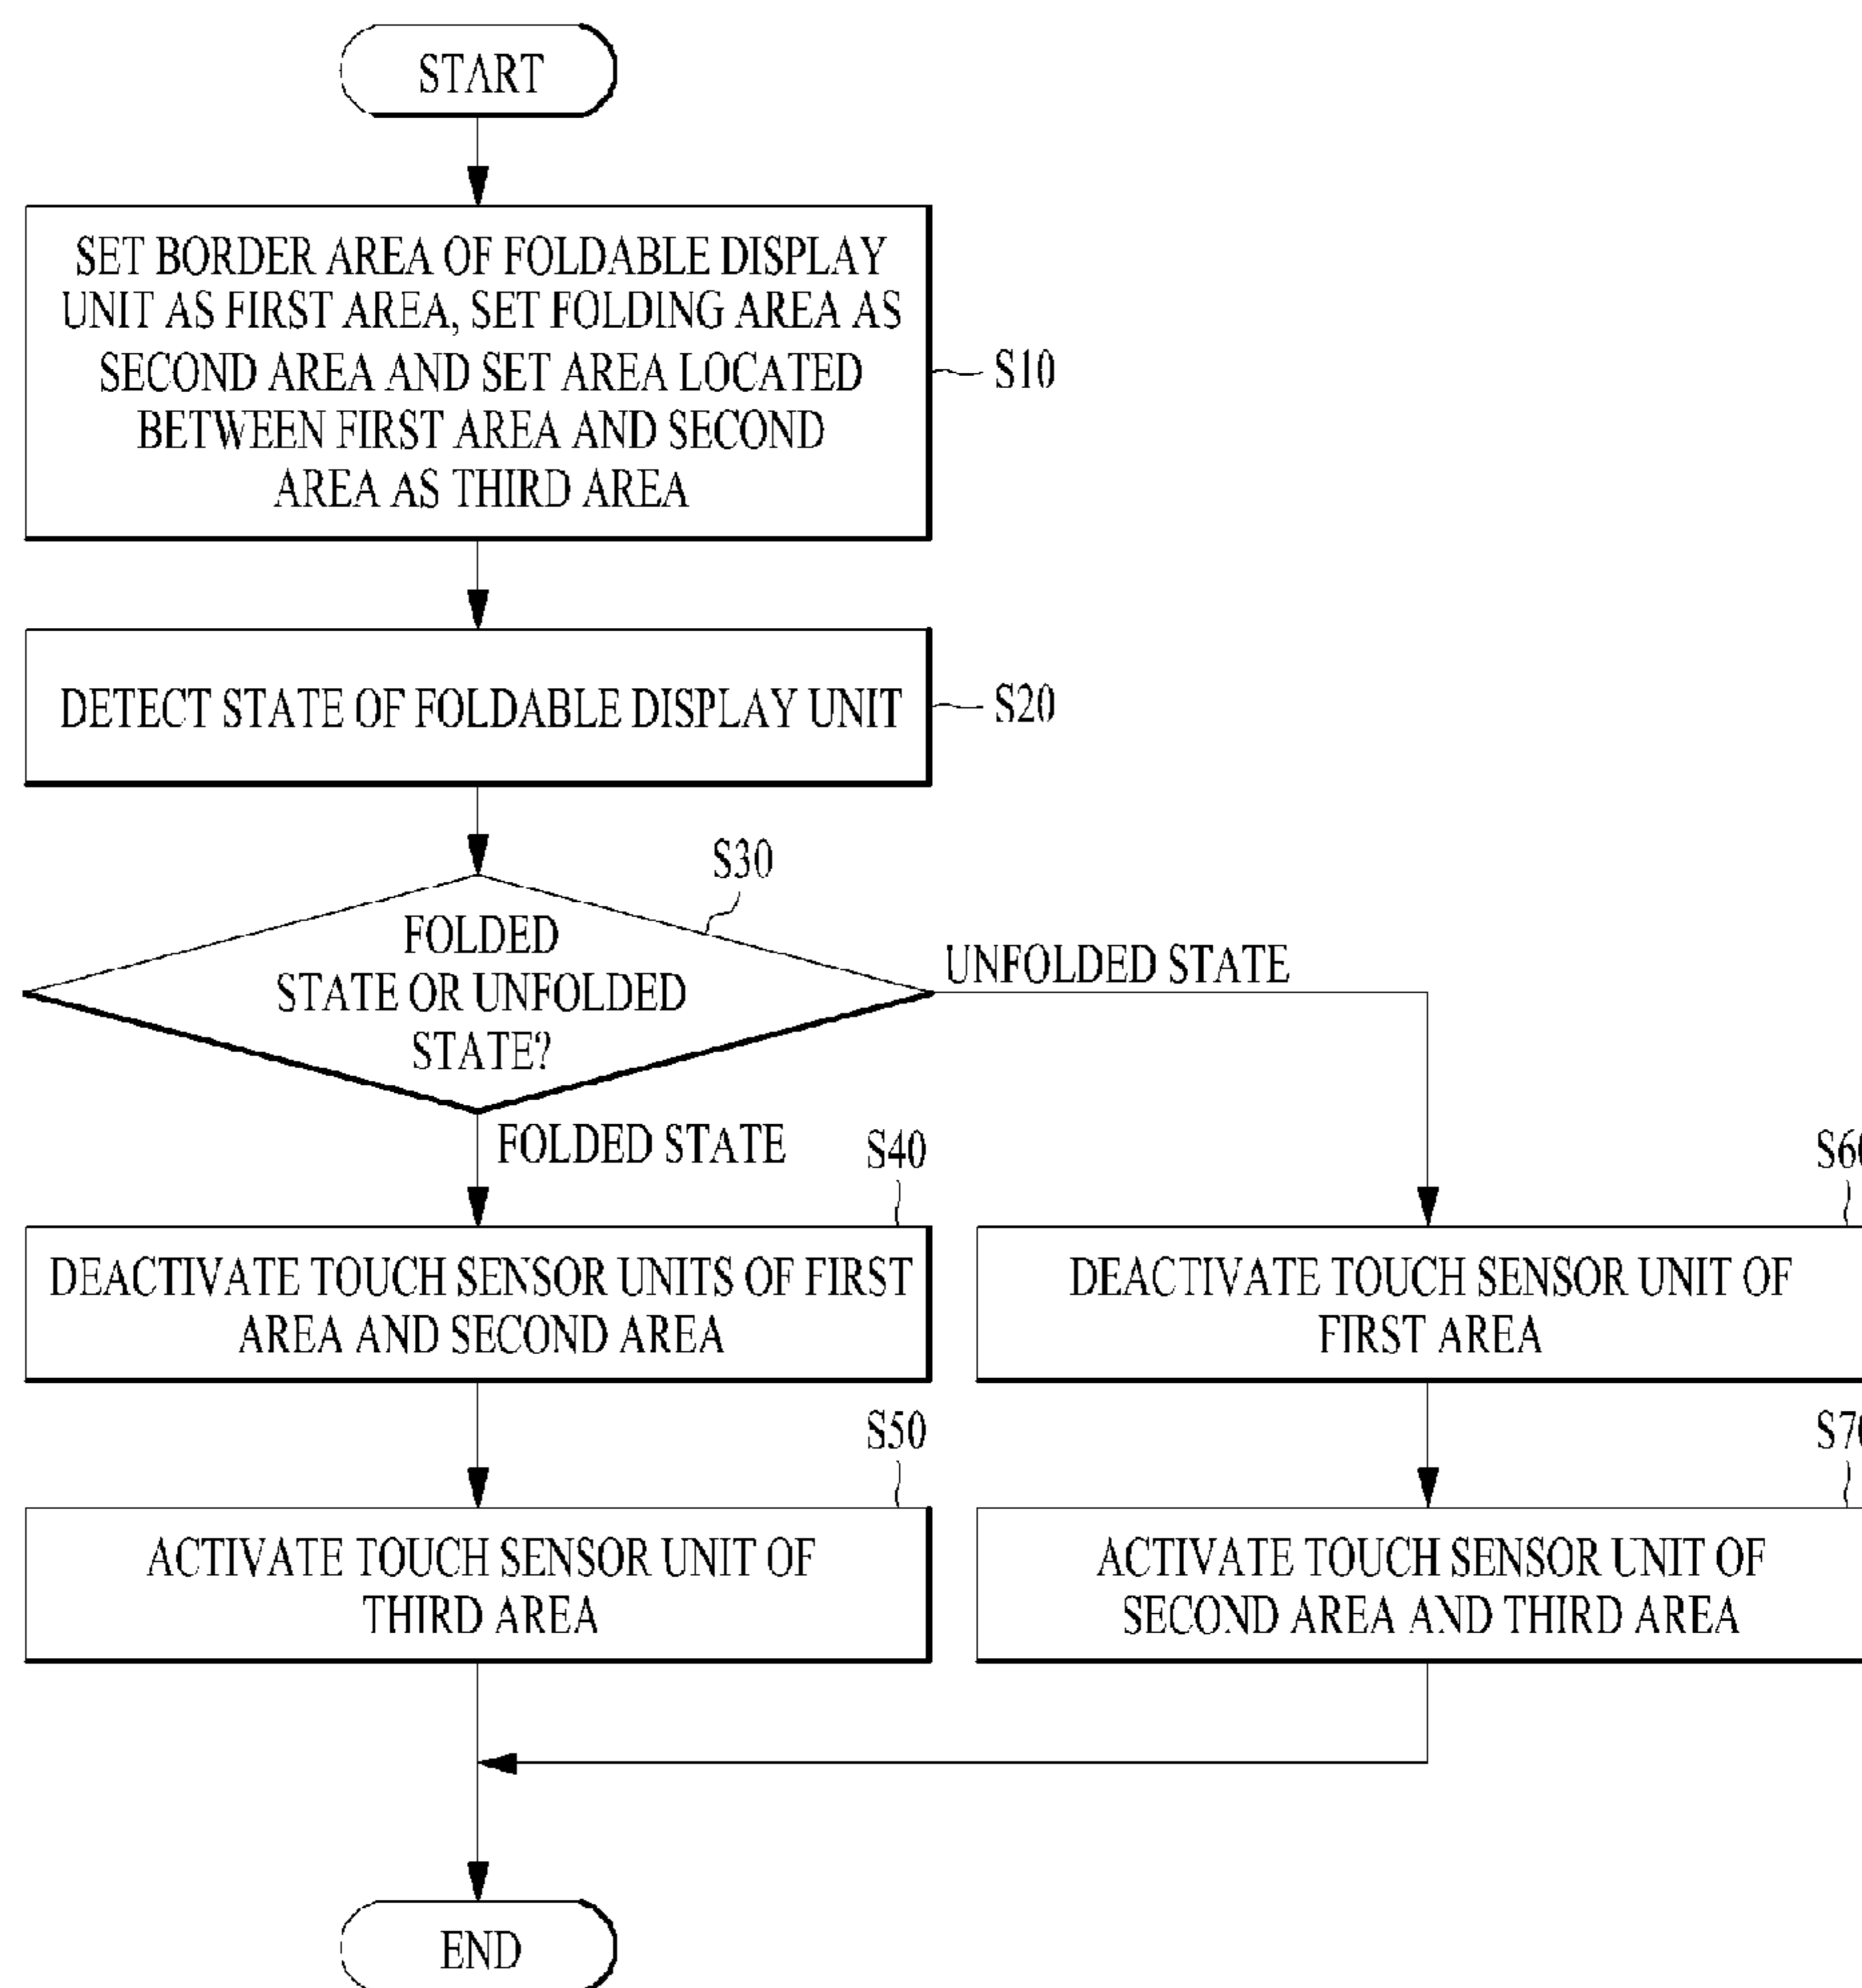 START
SET BORDER AREA OF FOLDABLE DISPLAY
UNIT AS FIRST AREA, SET FOLDING AREA AS
SECOND AREA AND SET AREA LOCATED
BETWEEN FIRST AREA AND SECOND
AREA AS THIRD AREA
S10
DETECT STATE OF FOLDABLE DISPLAY UNIT
S20
S30
FOLDED
STATE OR UNFOLDED
STATE?
UNFOLDED STATE
FOLDED STATE
S40
DEACTIVATE TOUCH SENSOR UNITS OF FIRST
AREA AND SECOND AREA
S60
DEACTIVATE TOUCH SENSOR UNIT OF
FIRST AREA
S50
ACTIVATE TOUCH SENSOR UNIT OF
THIRD AREA
S70
ACTIVATE TOUCH SENSOR UNIT OF
SECOND AREA AND THIRD AREA
END